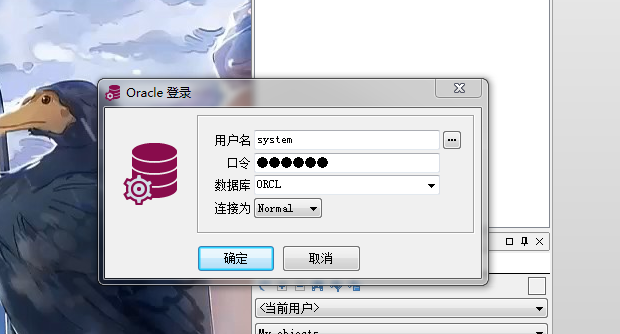 Oracle 登录
用户名 system
口令 ●●●●●●
数据库 ORCL
连接为 Normal
确定 取消
<当前用户>
My objects